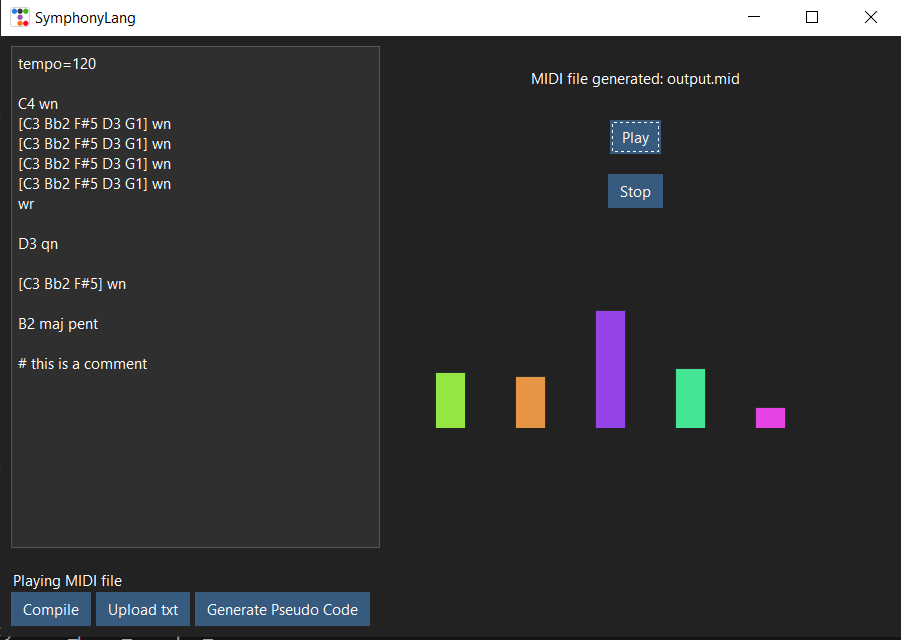 SymphonyLang
tempo=120
C4 wn
[C3 Bb2 F#5 D3 G1] wn
[C3 Bb2 F#5 D3 G1] wn
[C3 Bb2 F#5 D3 G1] wn
[C3 Bb2 F#5 D3 G1] wn
wr
D3 qn
[C3 Bb2 F#5] wn
B2 maj pent
# this is a comment
MIDI file generated: output.mid
Play
Stop
Playing MIDI file
Compile
Upload txt
Generate Pseudo Code